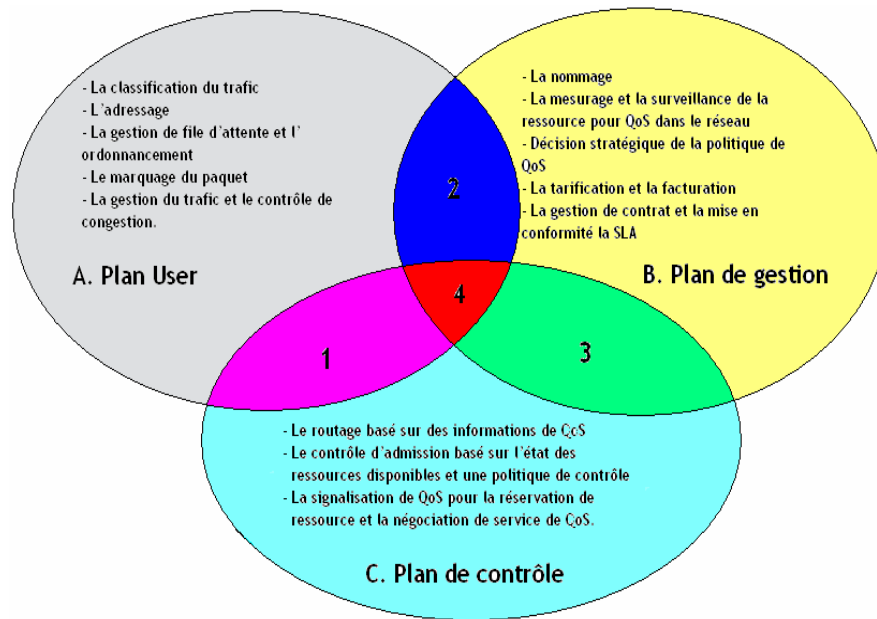 - La classification du trafic
- L'adressage
- La gestion de file d'attente et l'
ordonnancement
- Le marquage du paquet
- La gestion du trafic et le contrôle de
congestion.
A. Plan User
- La nommage
- La mesurage et la surveillance de la
ressource pour QoS dans le réseau
- Décision stratégique de la politique de
QoS
- La tarification et la facturation
- La gestion de contrat et la mise en
conformité la SLA
B. Plan de gestion
2
4
1
3
- Le routage basé sur des informations de QoS
- Le contrôle d'admission basé sur l'état des
ressources disponibles et une politique de contrôle
- La signalisation de QoS pour la réservation de
ressource et la négociation de service de QoS.
C. Plan de contrôle